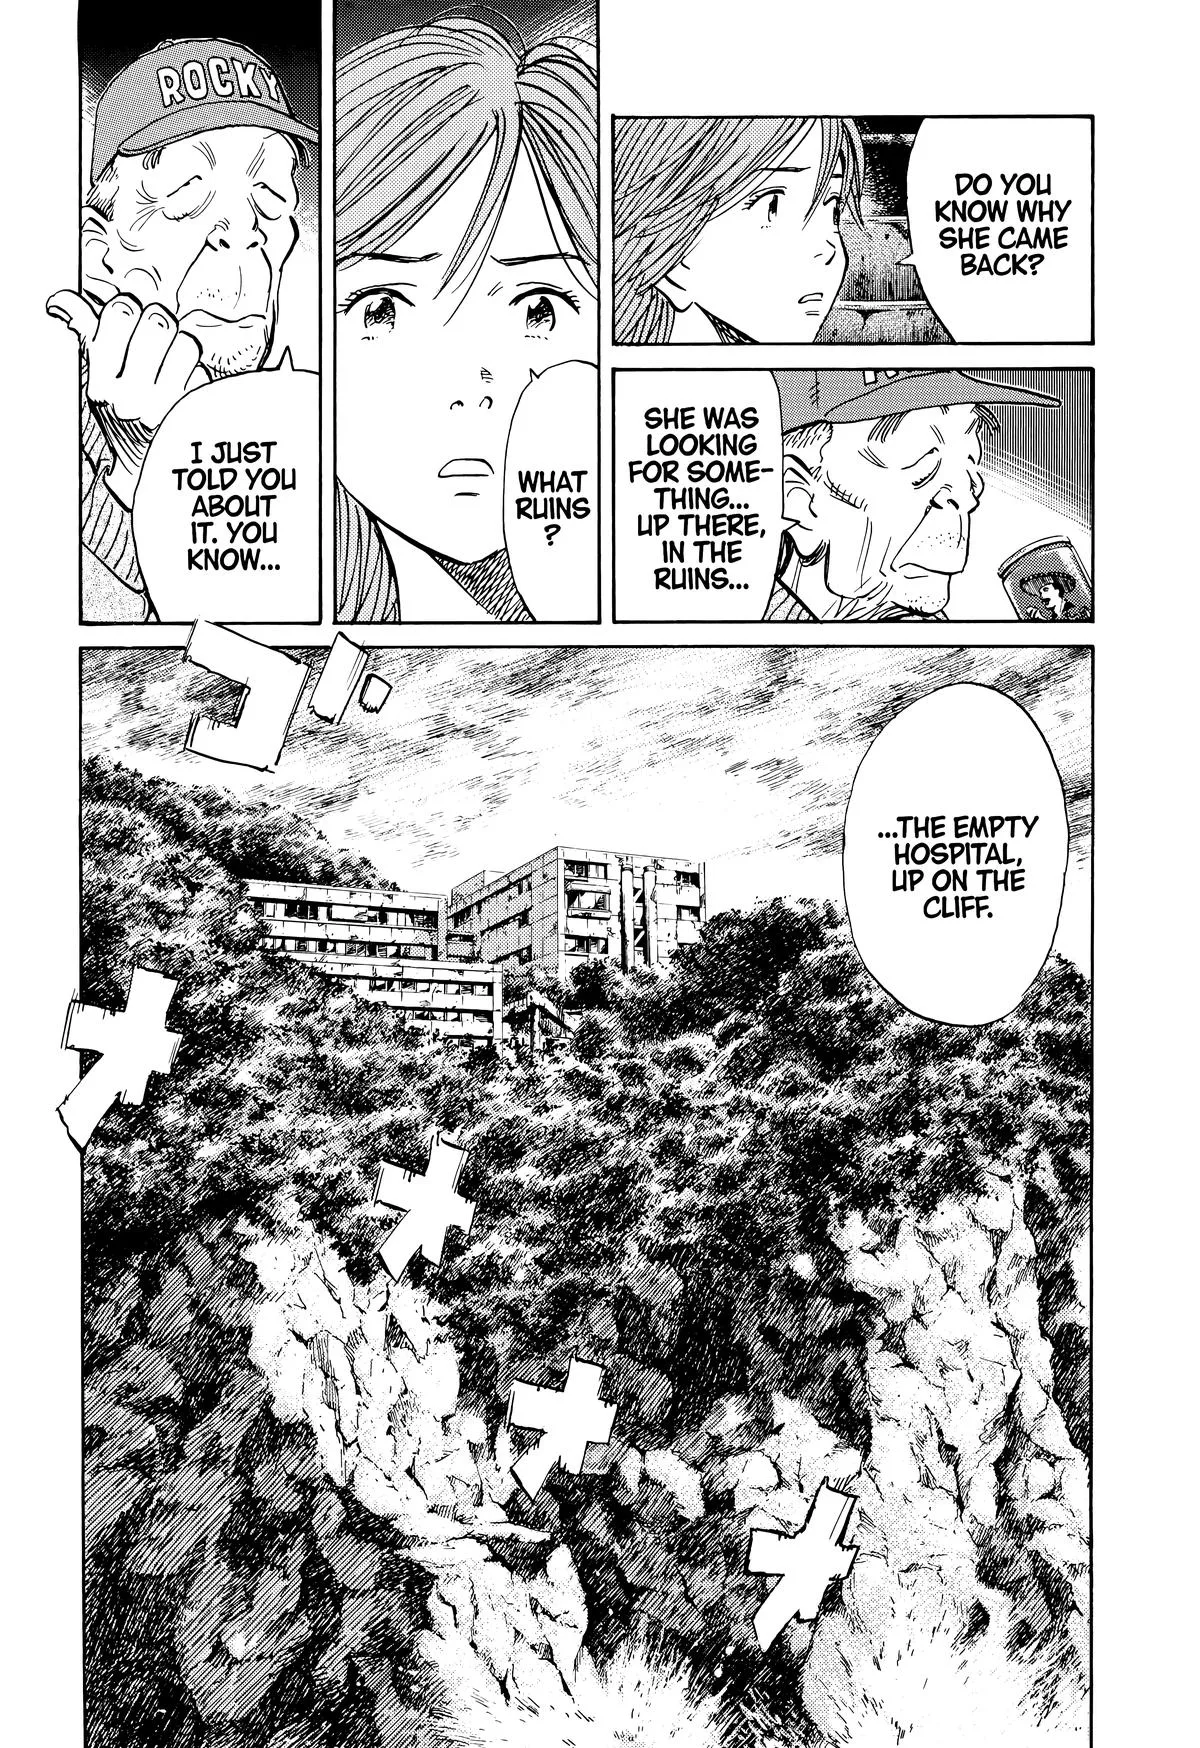 DO YOU
KNOW WHY
SHE CAME
BACK?
SHE WAS
LOOKING
FOR SOME-
THING...
UP THERE,
IN THE
RUINS...
WHAT
RUINS
?
ROCKY
I JUST
TOLD YOU
ABOUT
IT. YOU
KNOW...
...THE EMPTY
HOSPITAL,
UP ON THE
CLIFF.
ゴ
オ
オ
オ
オ